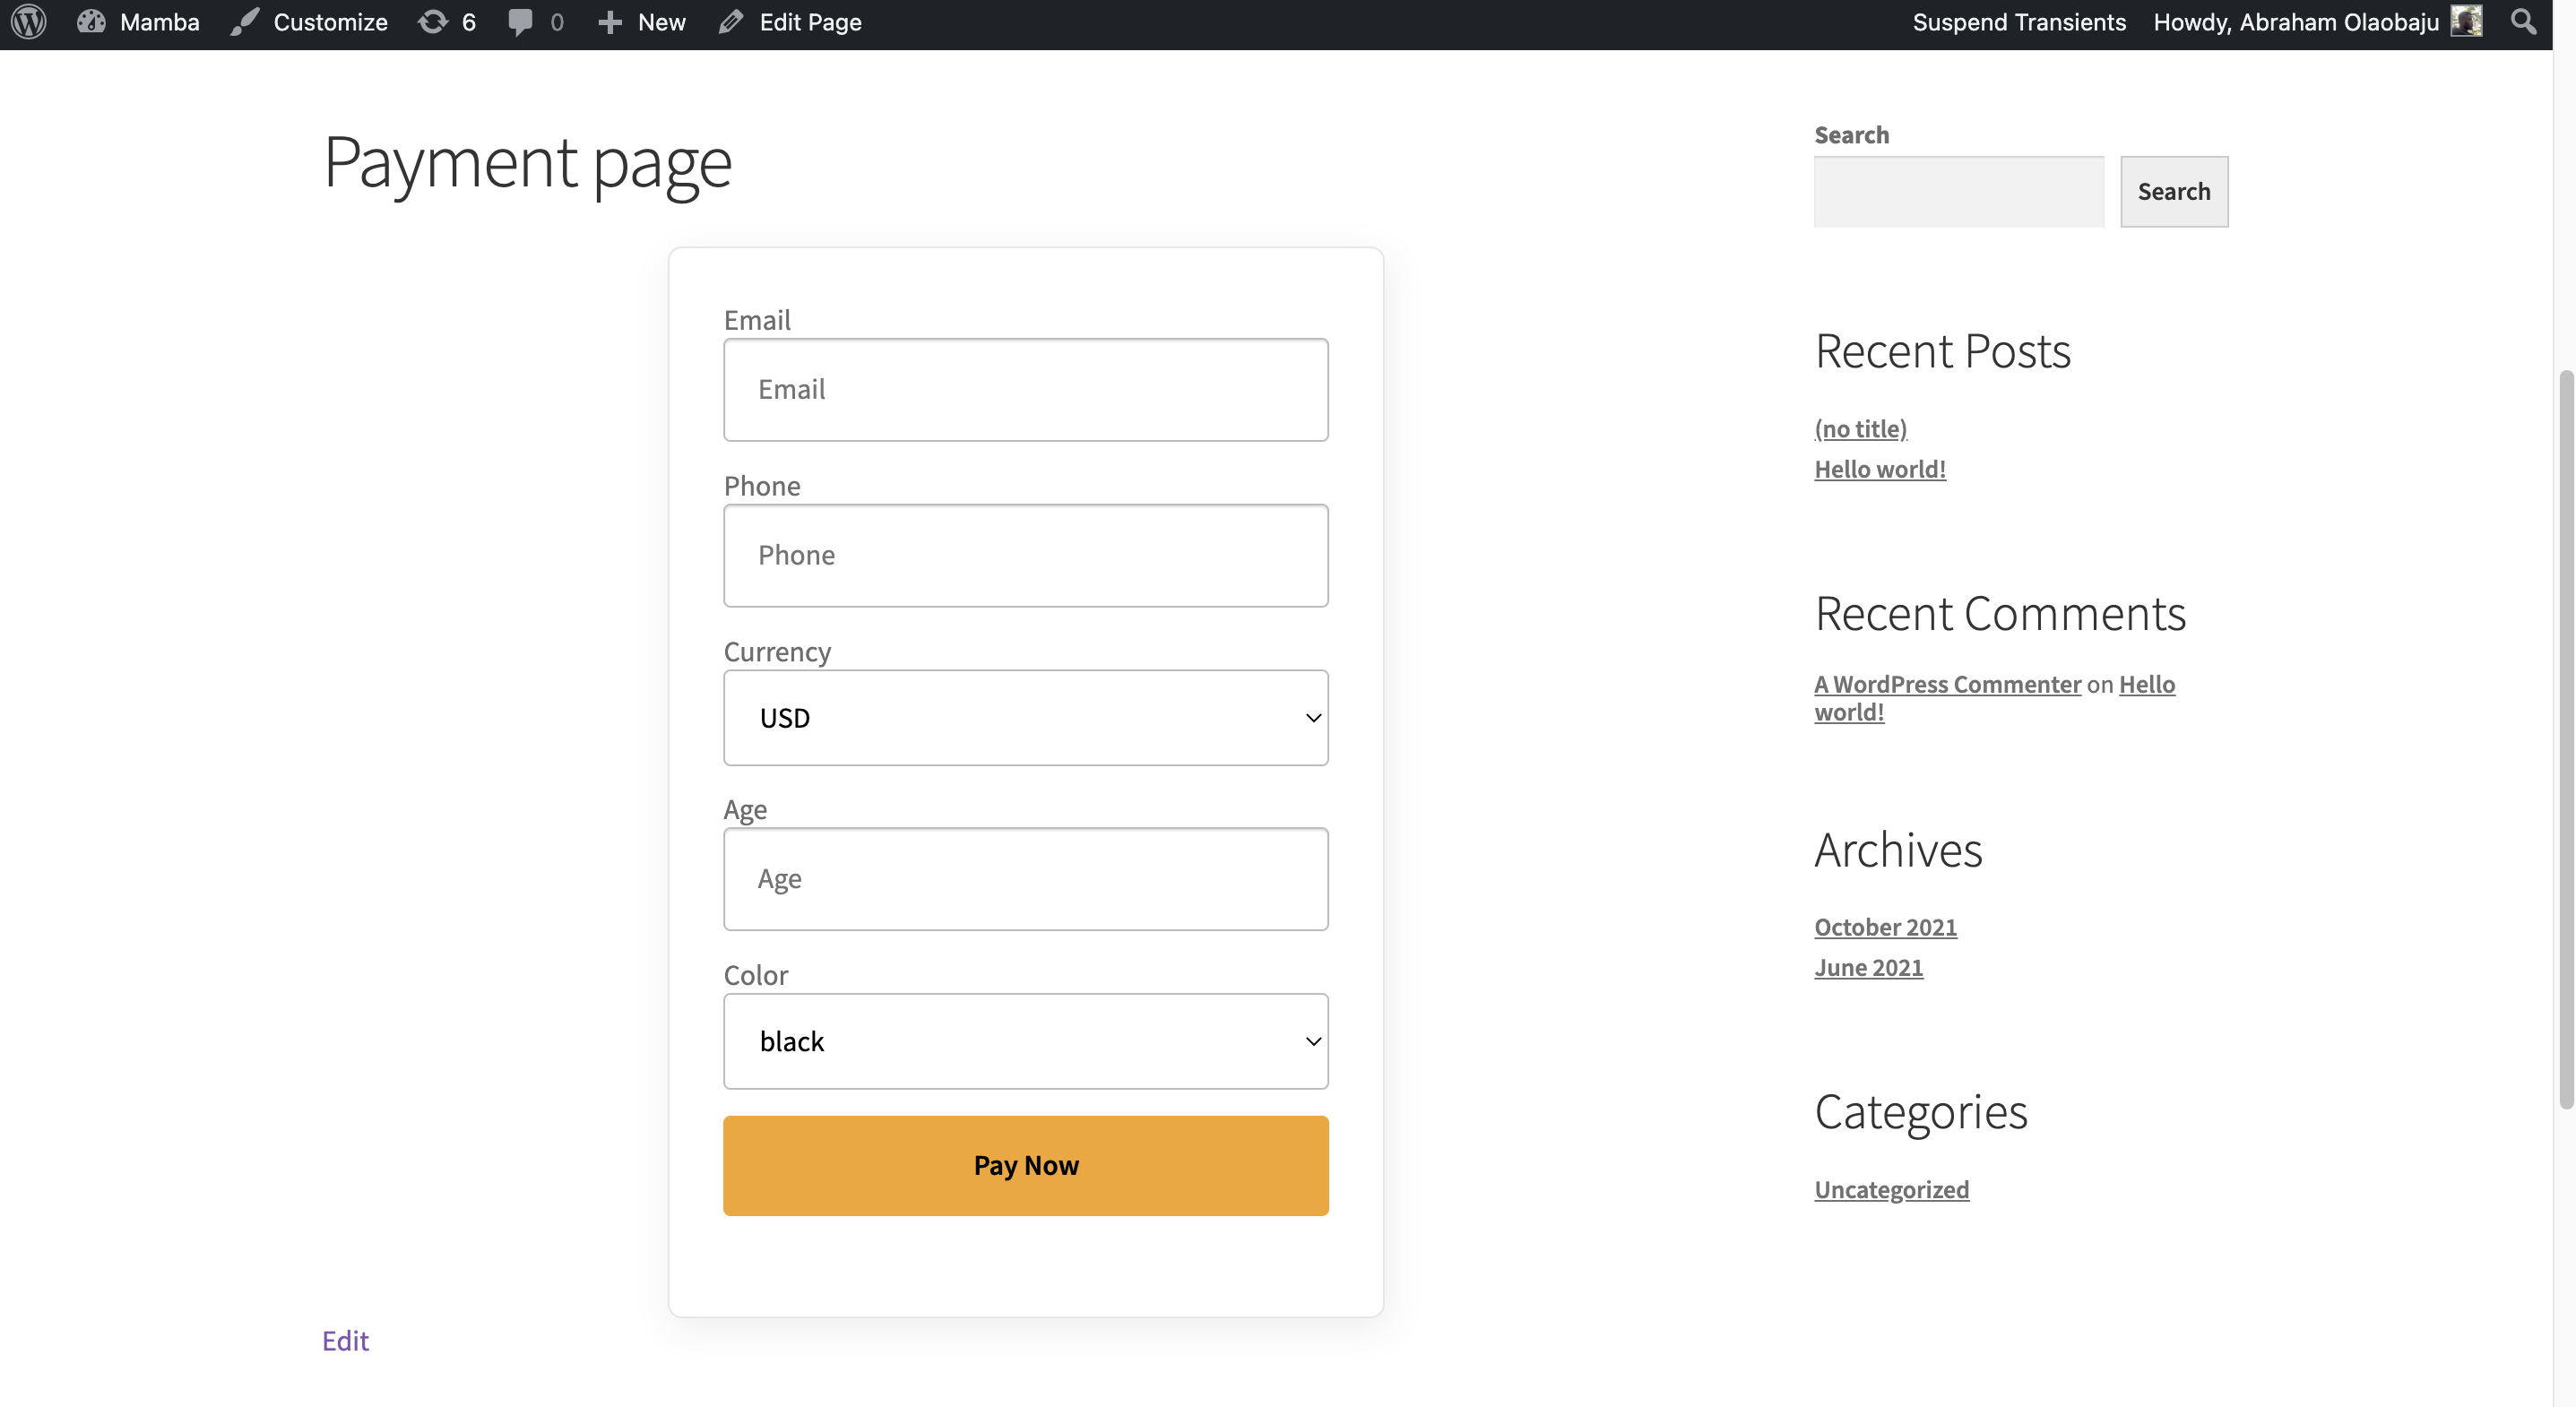 Mamba Customize 6 0 New Edit Page Suspend Transients Howdy, Abraham Olaobaju
Payment page
Email
Email
Phone
Phone
Currency
USD
Age
Age
Color
black
Pay Now
Edit
Search
Search
Recent Posts
(no title)
Hello world!
Recent Comments
A WordPress Commenter on Hello
world!
Archives
October 2021
June 2021
Categories
Uncategorized